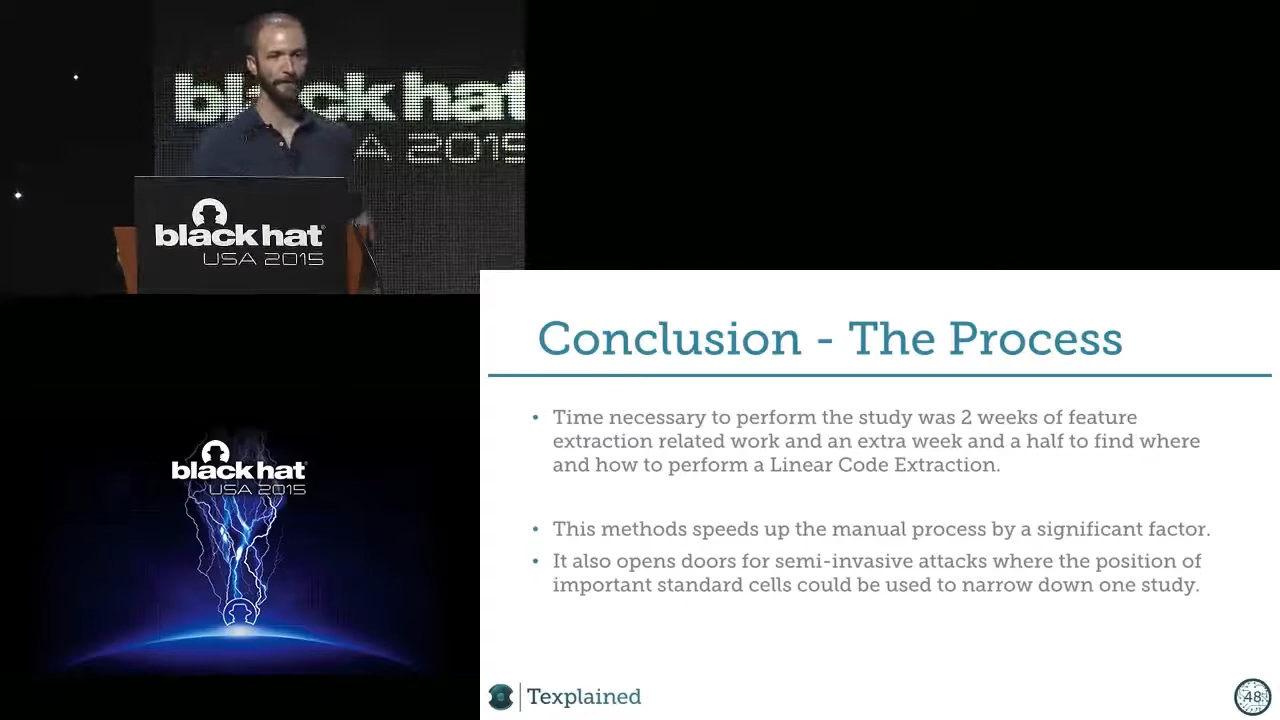 black hat
USA 2015
black hat
USA 2015
Conclusion - The Process
• Time necessary to perform the study was 2 weeks of feature
extraction related work and an extra week and a half to find where
and how to perform a Linear Code Extraction.
• This methods speeds up the manual process by a significant factor.
• It also opens doors for semi-invasive attacks where the position of
important standard cells could be used to narrow down one study.
black hat
USA 2015
Texplained
48